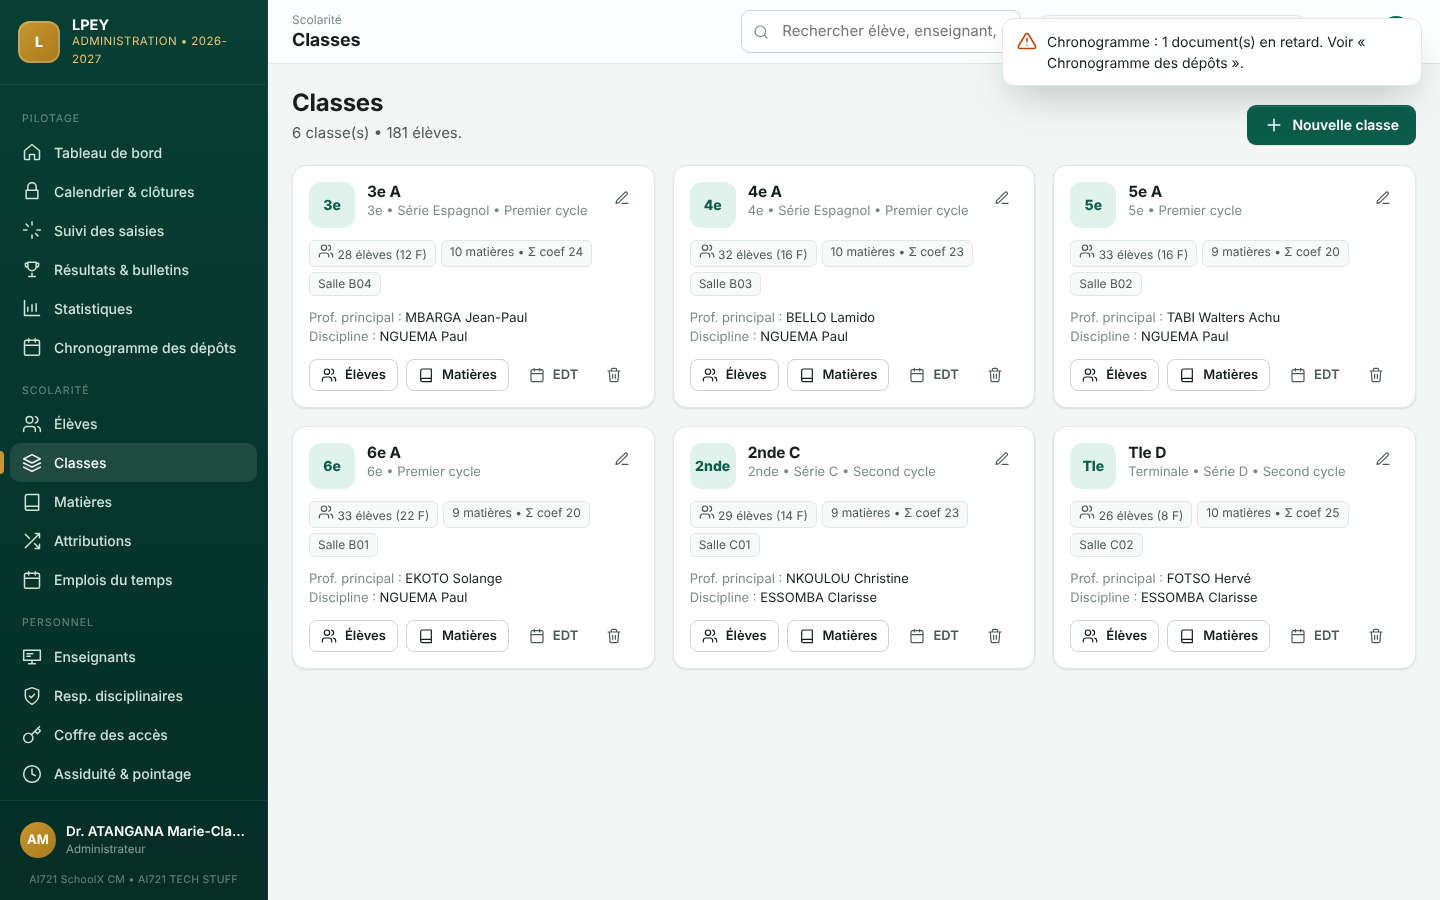 L
LPEY
ADMINISTRATION • 2026-
2027
PILOTAGE
Tableau de bord
Calendrier & clôtures
Suivi des saisies
Résultats & bulletins
Statistiques
Chronogramme des dépôts
SCOLARITÉ
Élèves
Classes
Matières
Attributions
Emplois du temps
PERSONNEL
Enseignants
Resp. disciplinaires
Coffre des accès
Assiduité & pointage
AM
Dr. ATANGANA Marie-Cla...
Administrateur
AI721 SchoolX CM • AI721 TECH STUFF
Scolarité
Classes
Rechercher élève, enseignant,
Chronogramme : 1 document(s) en retard. Voir «
Chronogramme des dépôts ».
Classes
6 classe(s) • 181 élèves.
Nouvelle classe
3e
3e A
3e • Série Espagnol • Premier cycle
28 élèves (12 F)
10 matières • Σ coef 24
Salle B04
Prof. principal : MBARGA Jean-Paul
Discipline : NGUEMA Paul
Élèves
Matières
EDT
4e
4e A
4e • Série Espagnol • Premier cycle
32 élèves (16 F)
10 matières • Σ coef 23
Salle B03
Prof. principal : BELLO Lamido
Discipline : NGUEMA Paul
Élèves
Matières
EDT
5e
5e A
5e • Premier cycle
33 élèves (16 F)
9 matières • Σ coef 20
Salle B02
Prof. principal : TABI Walters Achu
Discipline : NGUEMA Paul
Élèves
Matières
EDT
6e
6e A
6e • Premier cycle
33 élèves (22 F)
9 matières • Σ coef 20
Salle B01
Prof. principal : EKOTO Solange
Discipline : NGUEMA Paul
Élèves
Matières
EDT
2nde
2nde C
2nde • Série C • Second cycle
29 élèves (14 F)
9 matières • Σ coef 23
Salle C01
Prof. principal : NKOULOU Christine
Discipline : ESSOMBA Clarisse
Élèves
Matières
EDT
Tle
Tle D
Terminale • Série D • Second cycle
26 élèves (8 F)
10 matières • Σ coef 25
Salle C02
Prof. principal : FOTSO Hervé
Discipline : ESSOMBA Clarisse
Élèves
Matières
EDT